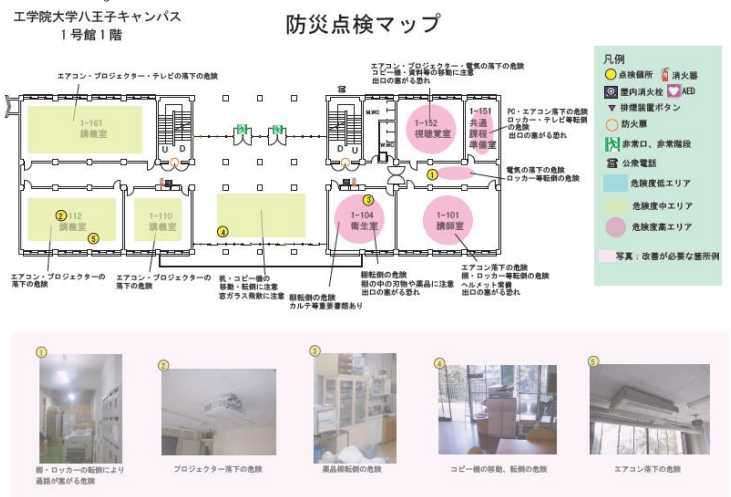 工学院大学八王子キャンパス
1号館1階
防災点検マップ
エアコン・プロジェクター・テレビの落下の危険
エアコン・プロジェクター・電気の落下の危険
コピー機・資料等の移動に注意
出口の塞がる恐れ
凡例
点検個所
消火器
屋内消火栓
AED
排煙装置ボタン
防火扉
非常口、非常階段
公衆電話
危険度低エリア
危険度中エリア
危険度高エリア
写真：改善が必要な箇所例
1-161
講義室
U
D
U
D
M.WC
W.WC
1-152
視聴覚室
1-151
共通
課程
準備室
PC・エアコン落下の危険
ロッカー・テレビ等転倒
の危険
出口の塞がる恐れ
1
電気の落下の危険
ロッカー等転倒の危険
2
112
講義室
5
1-110
講義室
4
3
1-104
衛生室
1-101
講師室
エアコン・プロジェクターの
落下の危険
エアコン・プロジェクターの
落下の危険
机・コピー機の
移動・転倒に注意
窓ガラス飛散に注意
棚転倒の危険
カルテ等重要書類あり
棚転倒の危険
棚の中の刃物や薬品に注意
出口の塞がる恐れ
エアコン落下の危険
棚・ロッカー等転倒の危険
ヘルメット常備
出口の塞がる恐れ
1
棚・ロッカーの転倒により
通路が塞がる危険
2
プロジェクター落下の危険
3
薬品棚転倒の危険
4
コピー機の移動、転倒の危険
5
エアコン落下の危険